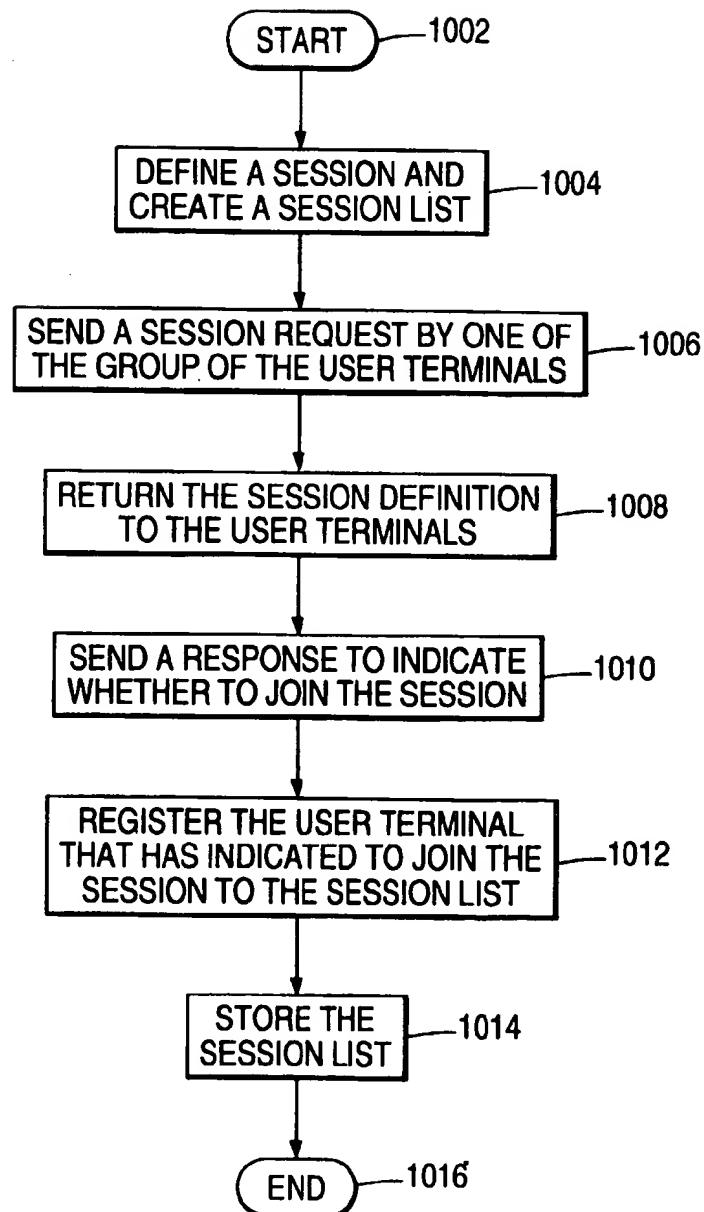 START
1002
DEFINE A SESSION AND
CREATE A SESSION LIST
1004
SEND A SESSION REQUEST BY ONE OF
THE GROUP OF THE USER TERMINALS
1006
RETURN THE SESSION DEFINITION
TO THE USER TERMINALS
1008
SEND A RESPONSE TO INDICATE
WHETHER TO JOIN THE SESSION
1010
REGISTER THE USER TERMINAL
THAT HAS INDICATED TO JOIN THE
SESSION TO THE SESSION LIST
1012
STORE THE
SESSION LIST
1014
END
1016